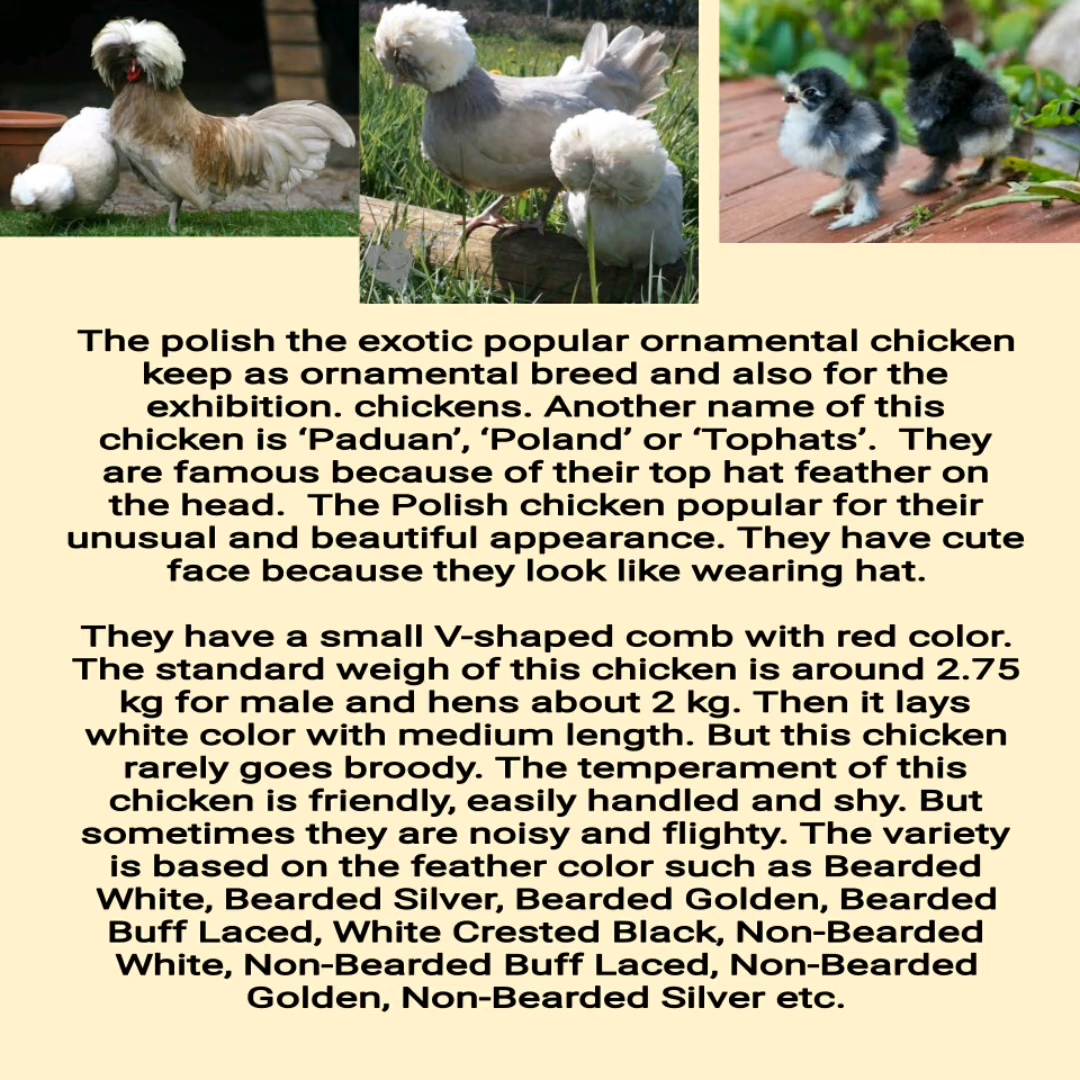 The polish the exotic popular ornamental chicken
keep as ornamental breed and also for the
exhibition. chickens. Another name of this
chicken is ‘Paduan’, ‘Poland’ or ‘Tophats’.  They
are famous because of their top hat feather on
the head.  The Polish chicken popular for their
unusual and beautiful appearance. They have cute
face because they look like wearing hat.
They have a small V-shaped comb with red color.
The standard weigh of this chicken is around 2.75
kg for male and hens about 2 kg. Then it lays
white color with medium length. But this chicken
rarely goes broody. The temperament of this
chicken is friendly, easily handled and shy. But
sometimes they are noisy and flighty. The variety
is based on the feather color such as Bearded
White, Bearded Silver, Bearded Golden, Bearded
Buff Laced, White Crested Black, Non-Bearded
White, Non-Bearded Buff Laced, Non-Bearded
Golden, Non-Bearded Silver etc.